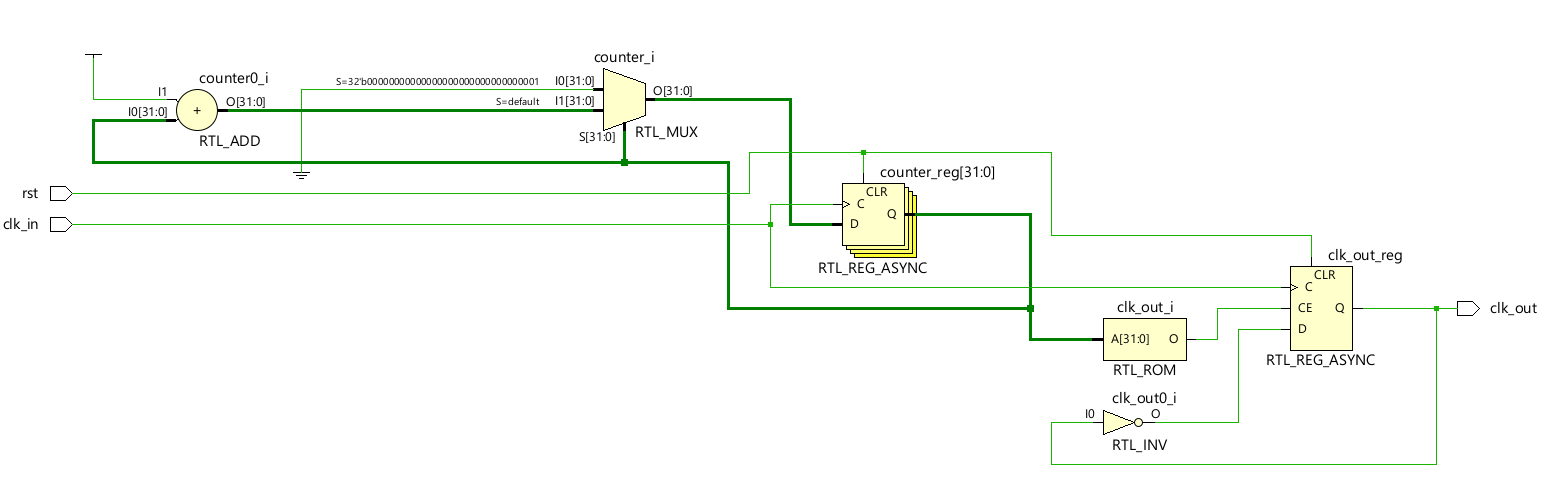 counter_i
counter0_i
S=32'b00000000000000000000000000000001
I0[31:0]
I1
O[31:0]
O[31:0]
S=default
I1[31:0]
I0[31:0]
+
RTL_ADD
S[31:0]
RTL_MUX
counter_reg[31:0]
rst
CLR
C
Q
clk_in
D
RTL_REG_ASYNC
clk_out_reg
CLR
C
clk_out_i
CE
Q
clk_out
D
A[31:0]
O
RTL_REG_ASYNC
RTL_ROM
clk_out0_i
I0
O
RTL_INV